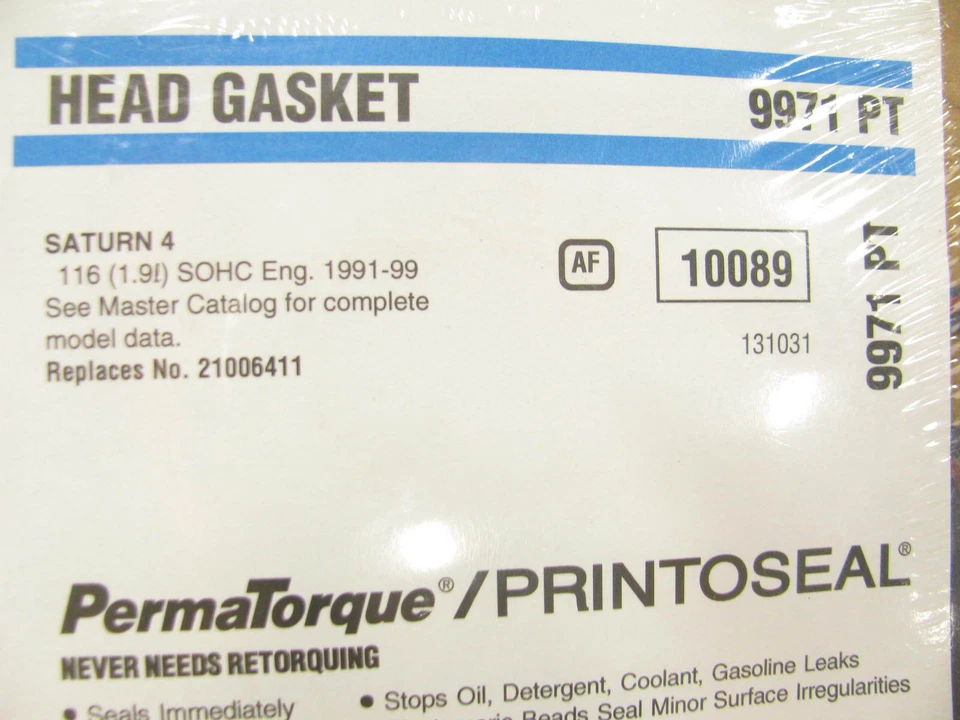 HEAD GASKET
9971 PT
SATURN 4
116 (1.9l) SOHC Eng. 1991-99
See Master Catalog for complete
model data.
Replaces No. 21006411
AF
10089
131031
9971 PT
PermaTorque®/PRINTOSEAL®
NEVER NEEDS RETORQUING
• Seals Immediately
• Stops Oil, Detergent, Coolant, Gasoline Leaks
Beads Seal Minor Surface Irregularities